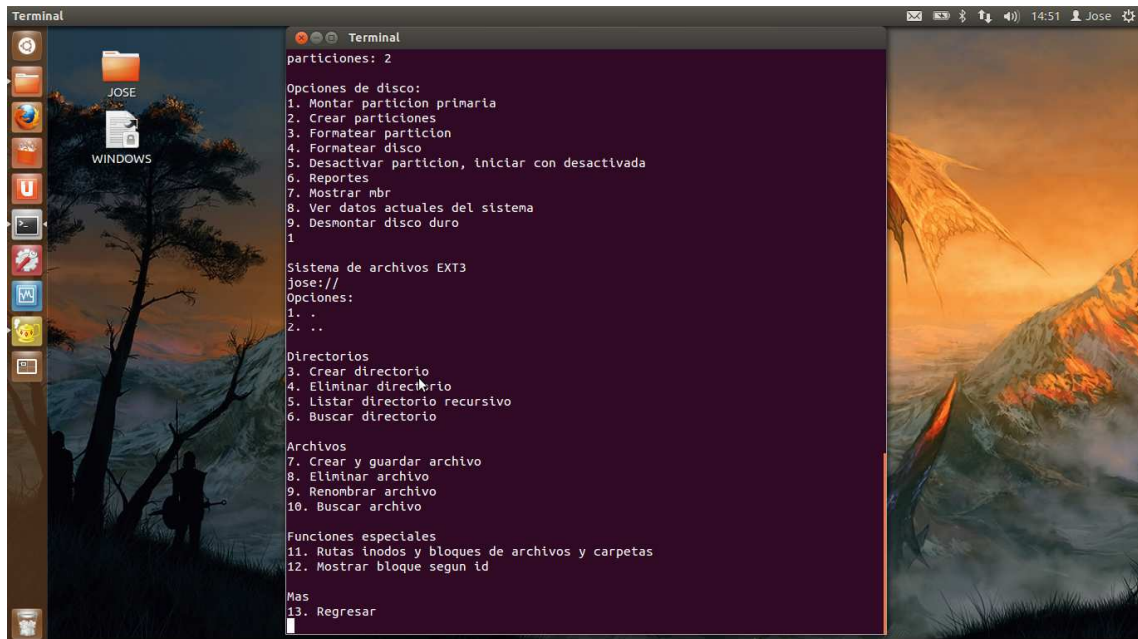 Terminal
14:51
Jose
Terminal
JOSE
WINDOWS
particiones: 2
Opciones de disco:
1. Montar particion primaria
2. Crear particiones
3. Formatear particion
4. Formatear disco
5. Desactivar particion, iniciar con desactivada
6. Reportes
7. Mostrar mbr
8. Ver datos actuales del sistema
9. Desmontar disco duro
1
Sistema de archivos EXT3
jose://
Opciones:
1. .
2. ..
Directorios
3. Crear directorio
4. Eliminar directorio
5. Listar directorio recursivo
6. Buscar directorio
Archivos
7. Crear y guardar archivo
8. Eliminar archivo
9. Renombrar archivo
10. Buscar archivo
Funciones especiales
11. Rutas inodos y bloques de archivos y carpetas
12. Mostrar bloque segun id
Mas
13. Regresar